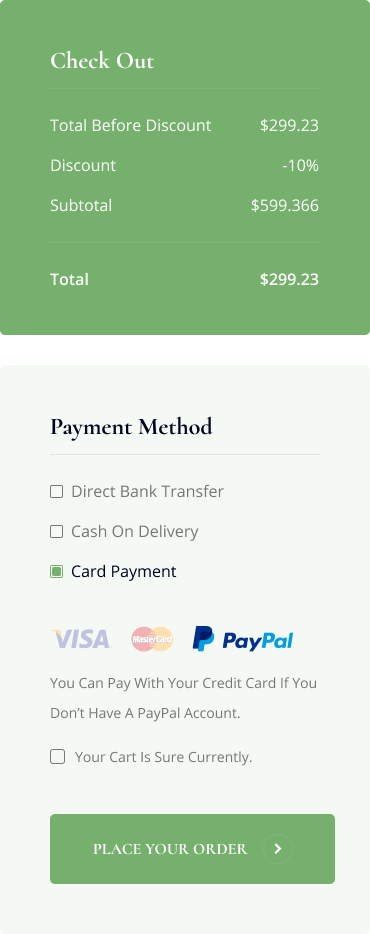 Check Out
Total Before Discount $299.23
Discount -10%
Subtotal $599.366
Total $299.23
Payment Method
Direct Bank Transfer
Cash On Delivery
Card Payment
VISA MasterCard PayPal
You Can Pay With Your Credit Card If You
Don't Have A PayPal Account.
Your Cart Is Sure Currently.
PLACE YOUR ORDER